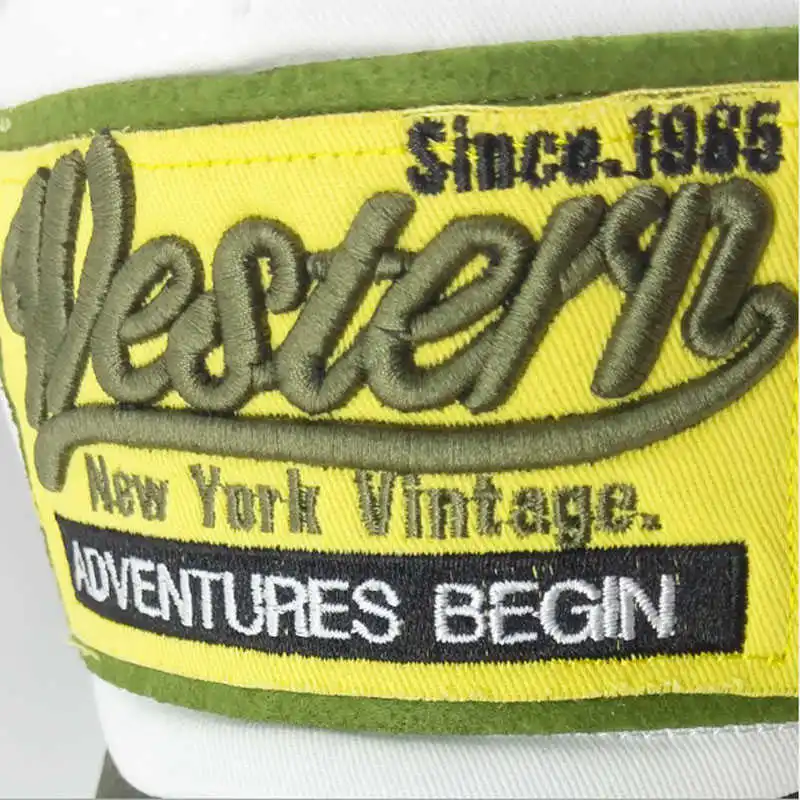 Since.1985
Western
New York Vintage.
ADVENTURES BEGIN